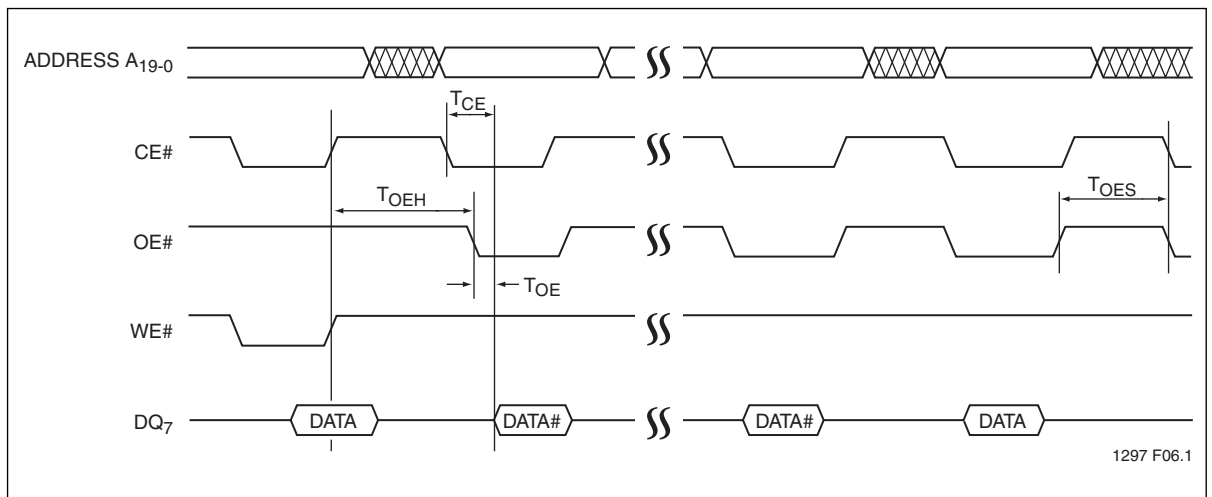 ADDRESS A19-0
TCE
CE#
TOEH
TOES
OE#
TOE
WE#
DQ7
DATA
DATA#
DATA#
DATA
1297 F06.1